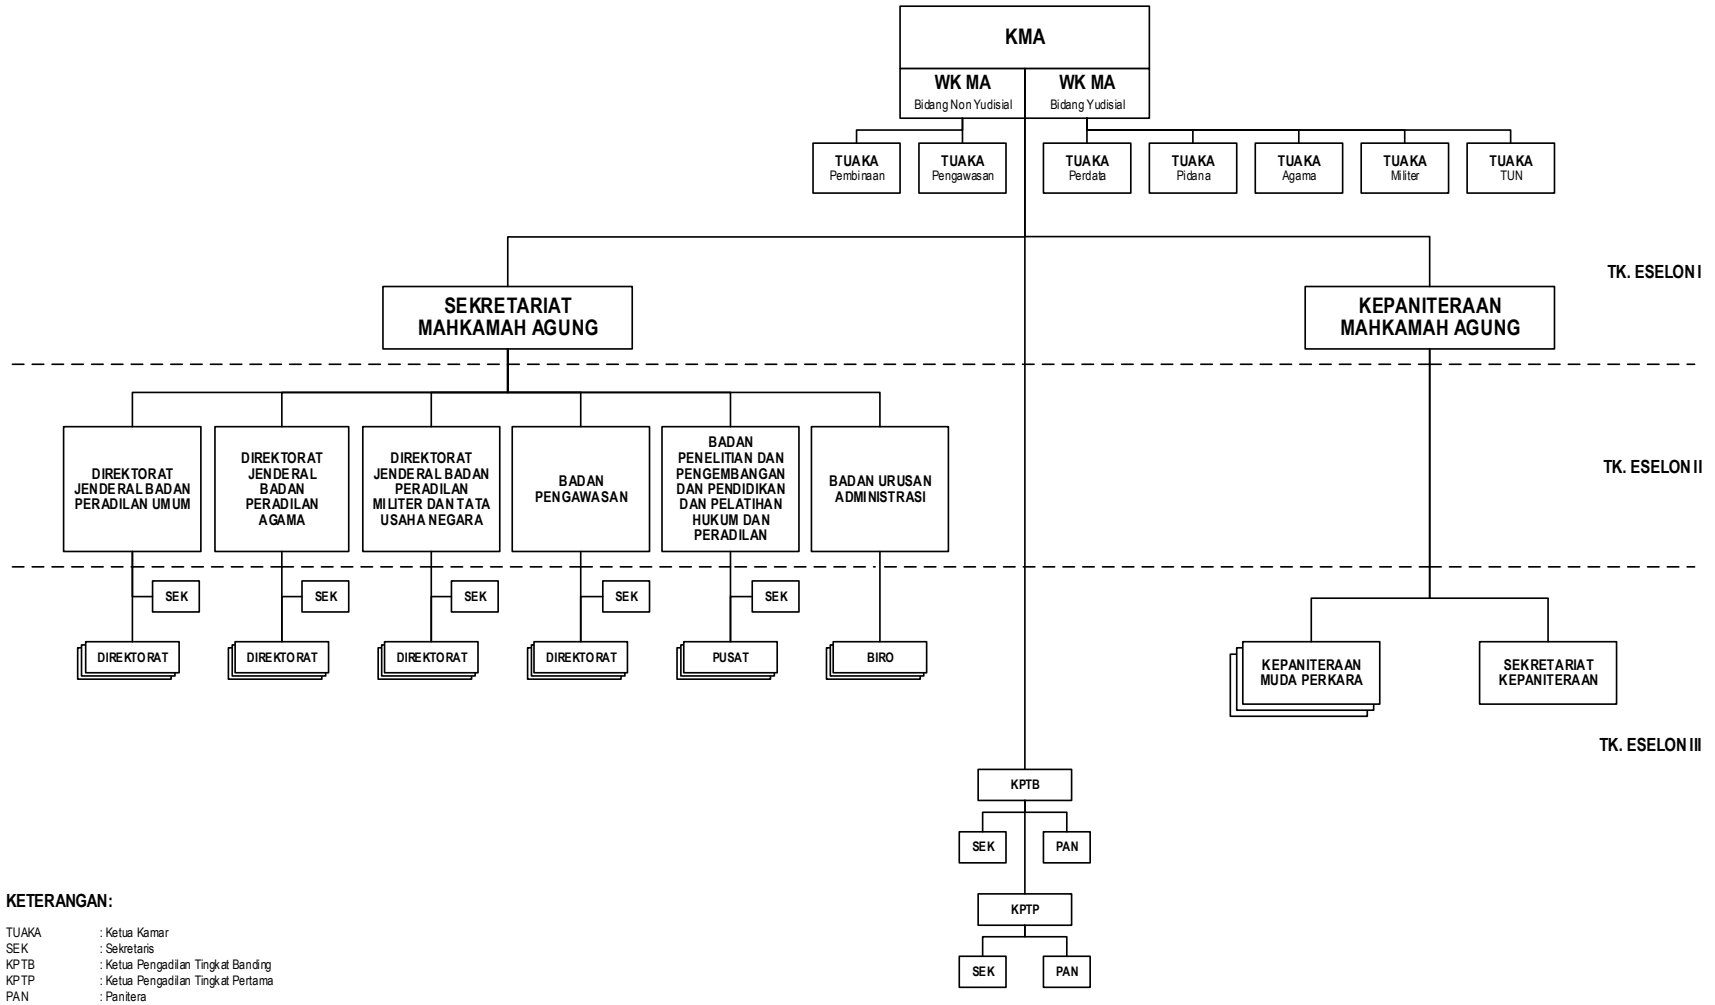 KMA
WK MA
Bidang Non Yudisial
WK MA
Bidang Yudisial
TUAKA
Pembinaan
TUAKA
Pengawasan
TUAKA
Perdata
TUAKA
Pidana
TUAKA
Agama
TUAKA
Militer
TUAKA
TUN
TK. ESELON I
SEKRETARIAT
MAHKAMAH AGUNG
KEPANITERAAN
MAHKAMAH AGUNG
DIREKTORAT
JENDERAL BADAN
PERADILAN UMUM
DIREKTORAT
JENDERAL
BADAN
PERADILAN
AGAMA
DIREKTORAT
JENDERAL BADAN
PERADILAN
MILITER DAN TATA
USAHA NEGARA
BADAN
PENGAWASAN
BADAN
PENELITIAN DAN
PENGEMBANGAN
DAN PENDIDIKAN
DAN PELATIHAN
HUKUM DAN
PERADILAN
BADAN URUSAN
ADMINISTRASI
TK. ESELON II
SEK
SEK
SEK
SEK
SEK
DIREKTORAT
DIREKTORAT
DIREKTORAT
DIREKTORAT
PUSAT
BIRO
KEPANITERAAN
MUDA PERKARA
SEKRETARIAT
KEPANITERAAN
TK. ESELON III
KPTB
SEK
PAN
KPTP
SEK
PAN
KETERANGAN:
TUAKA : Ketua Kamar
SEK : Sekretaris
KPTB : Ketua Pengadilan Tingkat Banding
KPTP : Ketua Pengadilan Tingkat Pertama
PAN : Panitera